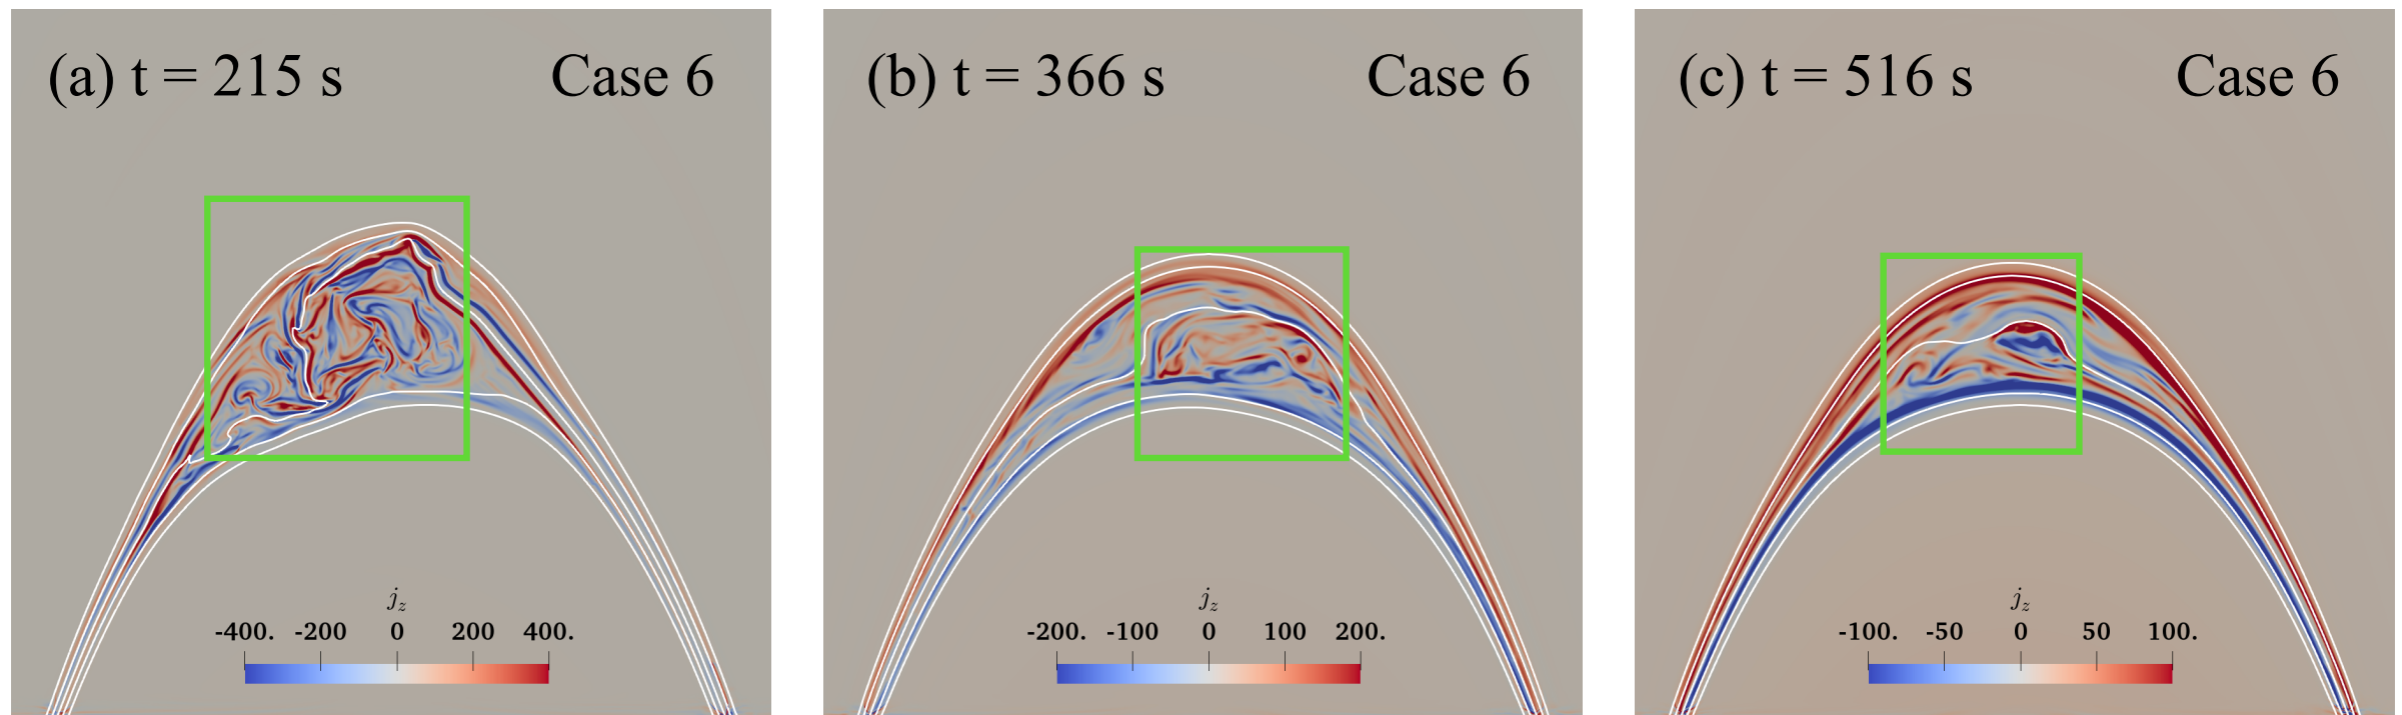 (a) t = 215 s Case 6
j_z
-400. -200 0 200 400.
(b) t = 366 s Case 6
j_z
-200. -100 0 100 200.
(c) t = 516 s Case 6
j_z
-100. -50 0 50 100.